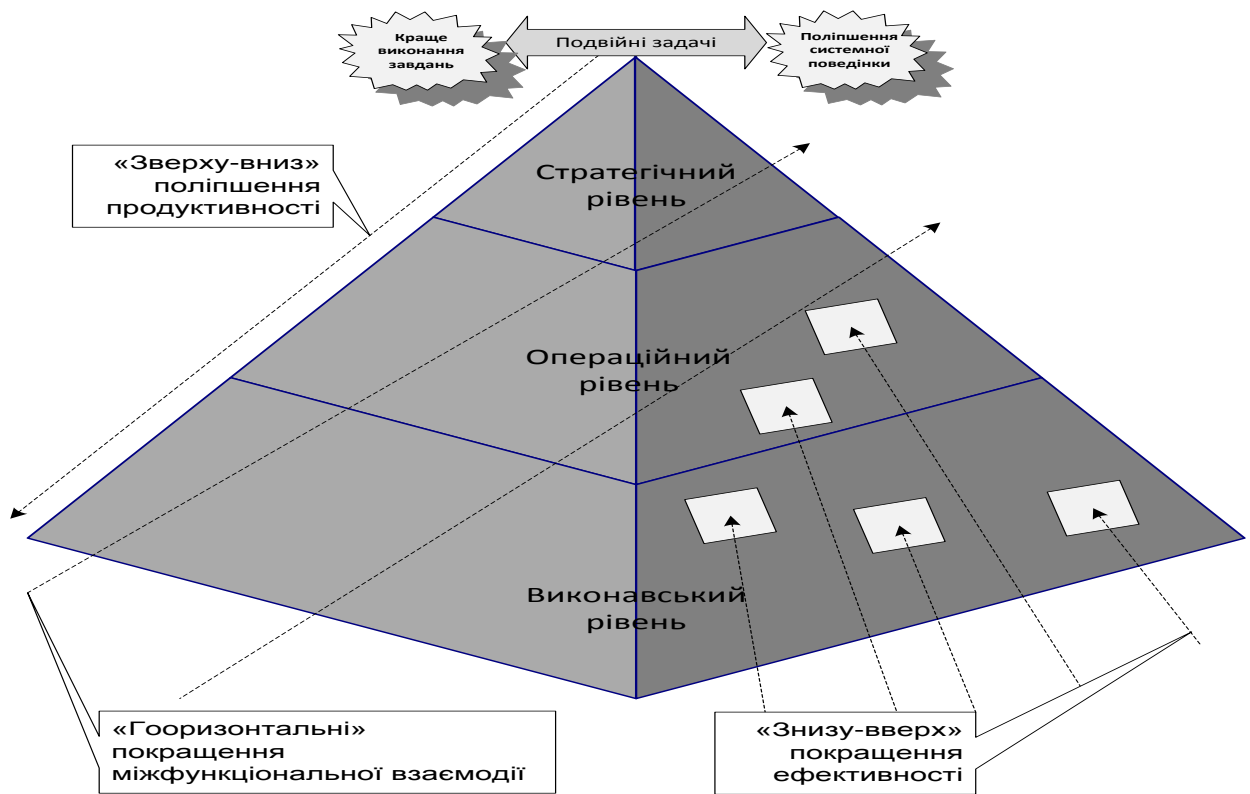 Краще
виконання
завдань
Подвійні задачі
Поліпшення
системної
поведінки
«Зверху-вниз»
поліпшення
продуктивності
Стратегічний
рівень
Операційний
рівень
Виконавський
рівень
«Гооризонтальні»
покращення
міжфункціональної взаємодії
«Знизу-вверх»
покращення
ефективності